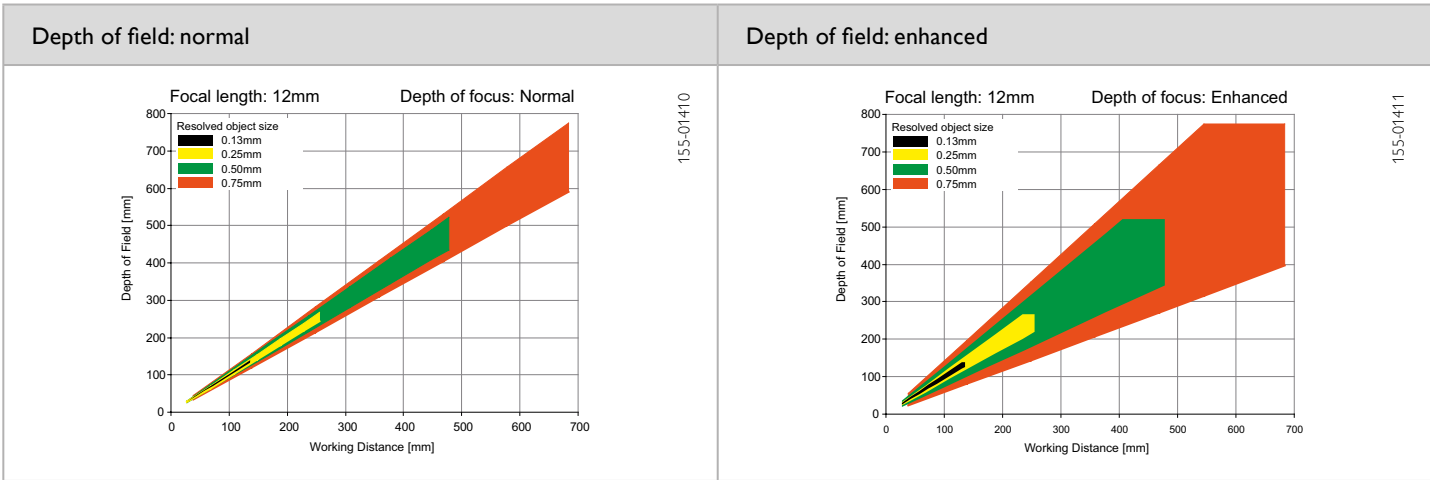 Depth of field: normal
Depth of field: enhanced
Focal length: 12mm
Depth of focus: Normal
155-01410
Resolved object size
0.13mm
0.25mm
0.50mm
0.75mm
Depth of Field [mm]
800
700
600
500
400
300
200
100
0
0 100 200 300 400 500 600 700
Working Distance [mm]
Focal length: 12mm
Depth of focus: Enhanced
155-01411
Resolved object size
0.13mm
0.25mm
0.50mm
0.75mm
Depth of Field [mm]
800
700
600
500
400
300
200
100
0
0 100 200 300 400 500 600 700
Working Distance [mm]